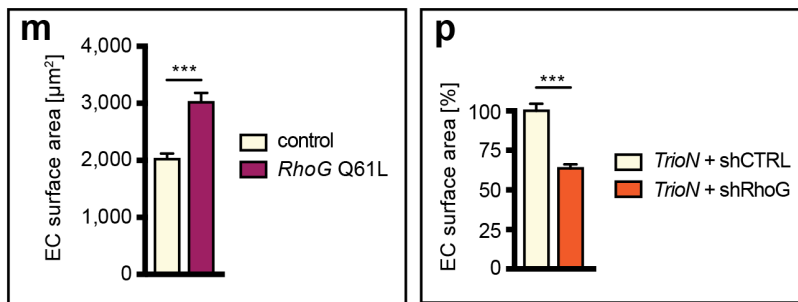 m
EC surface area [µm²]
4,000
3,000
2,000
1,000
0
***
control
RhoG Q61L
p
EC surface area [%]
100
75
50
25
0
***
TrioN + shCTRL
TrioN + shRhoG